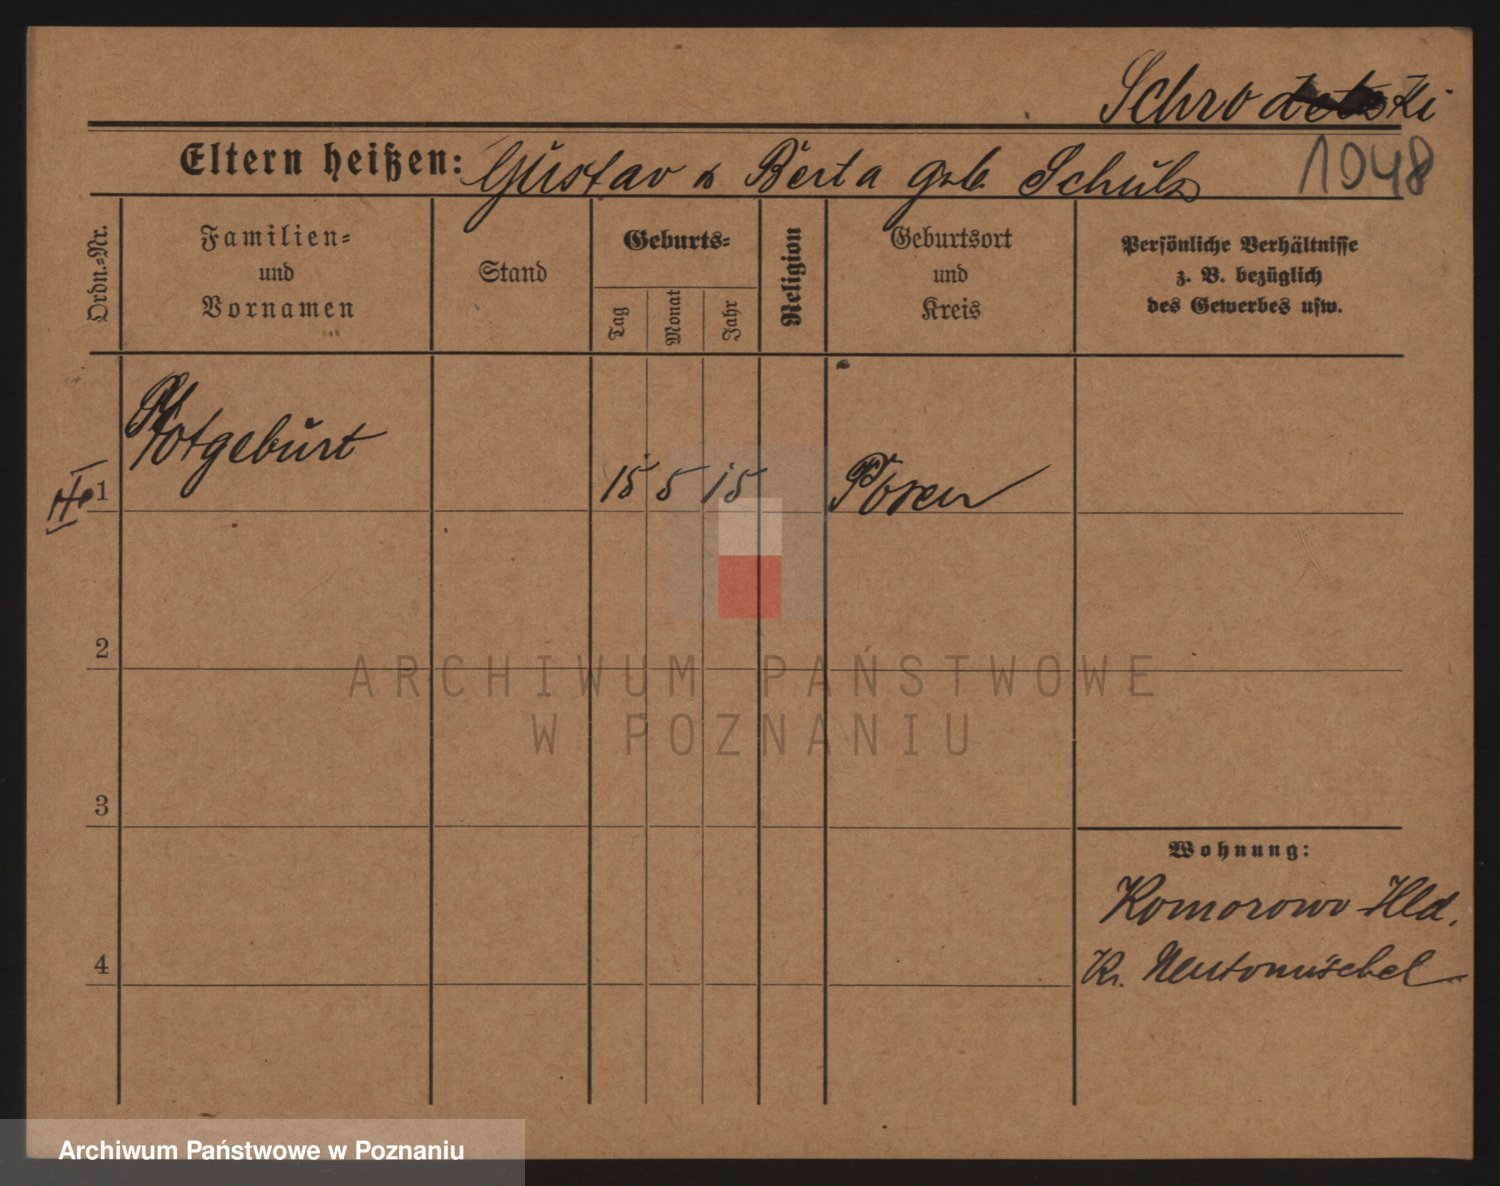 Eltern heißen: Gustav & Berta geb. Schulz
1048
Ordn.-Nr.
Familien-
und
Vornamen
Stand
Geburts-
Tag
Monat
Jahr
Religion
Geburtsort
und
Kreis
Persönliche Verhältnisse
z. B. bezüglich
des Gewerbes usw.
1
Totgeburt
15 5 15
Posen
2
ARCHIWUM PAŃSTWOWE
W POZNANIU
3
Wohnung:
Komorowo Hld.
Kr. Neutomischel
4
Archiwum Państwowe w Poznaniu